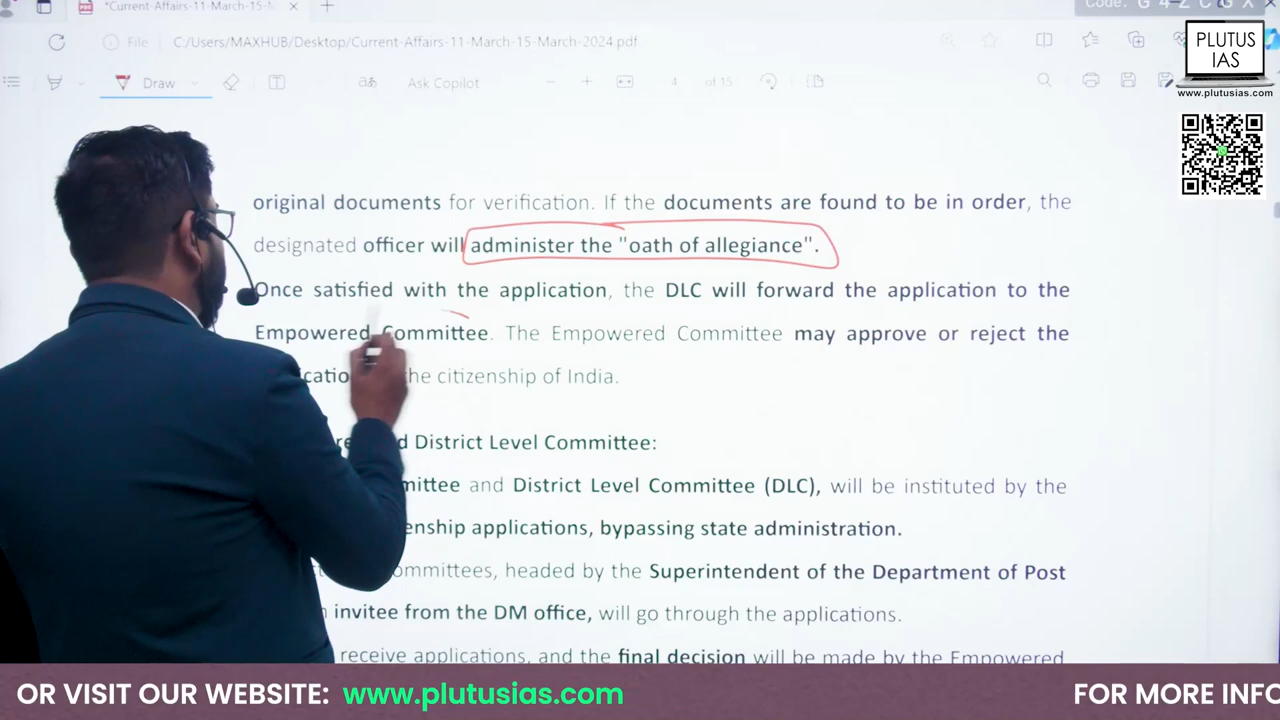 *Current-Affairs-11-March-15-M
Code: G 4-Z C G X
File C:/Users/MAXHUB/Desktop/Current-Affairs-11-March-15-March-2024.pdf
Draw Ask Copilot 4 of 15
PLUTUS
IAS
www.plutusias.com
original documents for verification. If the documents are found to be in order, the
designated officer will administer the "oath of allegiance".
Once satisfied with the application, the DLC will forward the application to the
Empowered Committee. The Empowered Committee may approve or reject the
the citizenship of India.
District Level Committee:
and District Level Committee (DLC), will be instituted by the
applications, bypassing state administration.
headed by the Superintendent of the Department of Post
invitee from the DM office, will go through the applications.
receive applications, and the final decision will be made by the Empowered
OR VISIT OUR WEBSITE: www.plutusias.com FOR MORE INFO